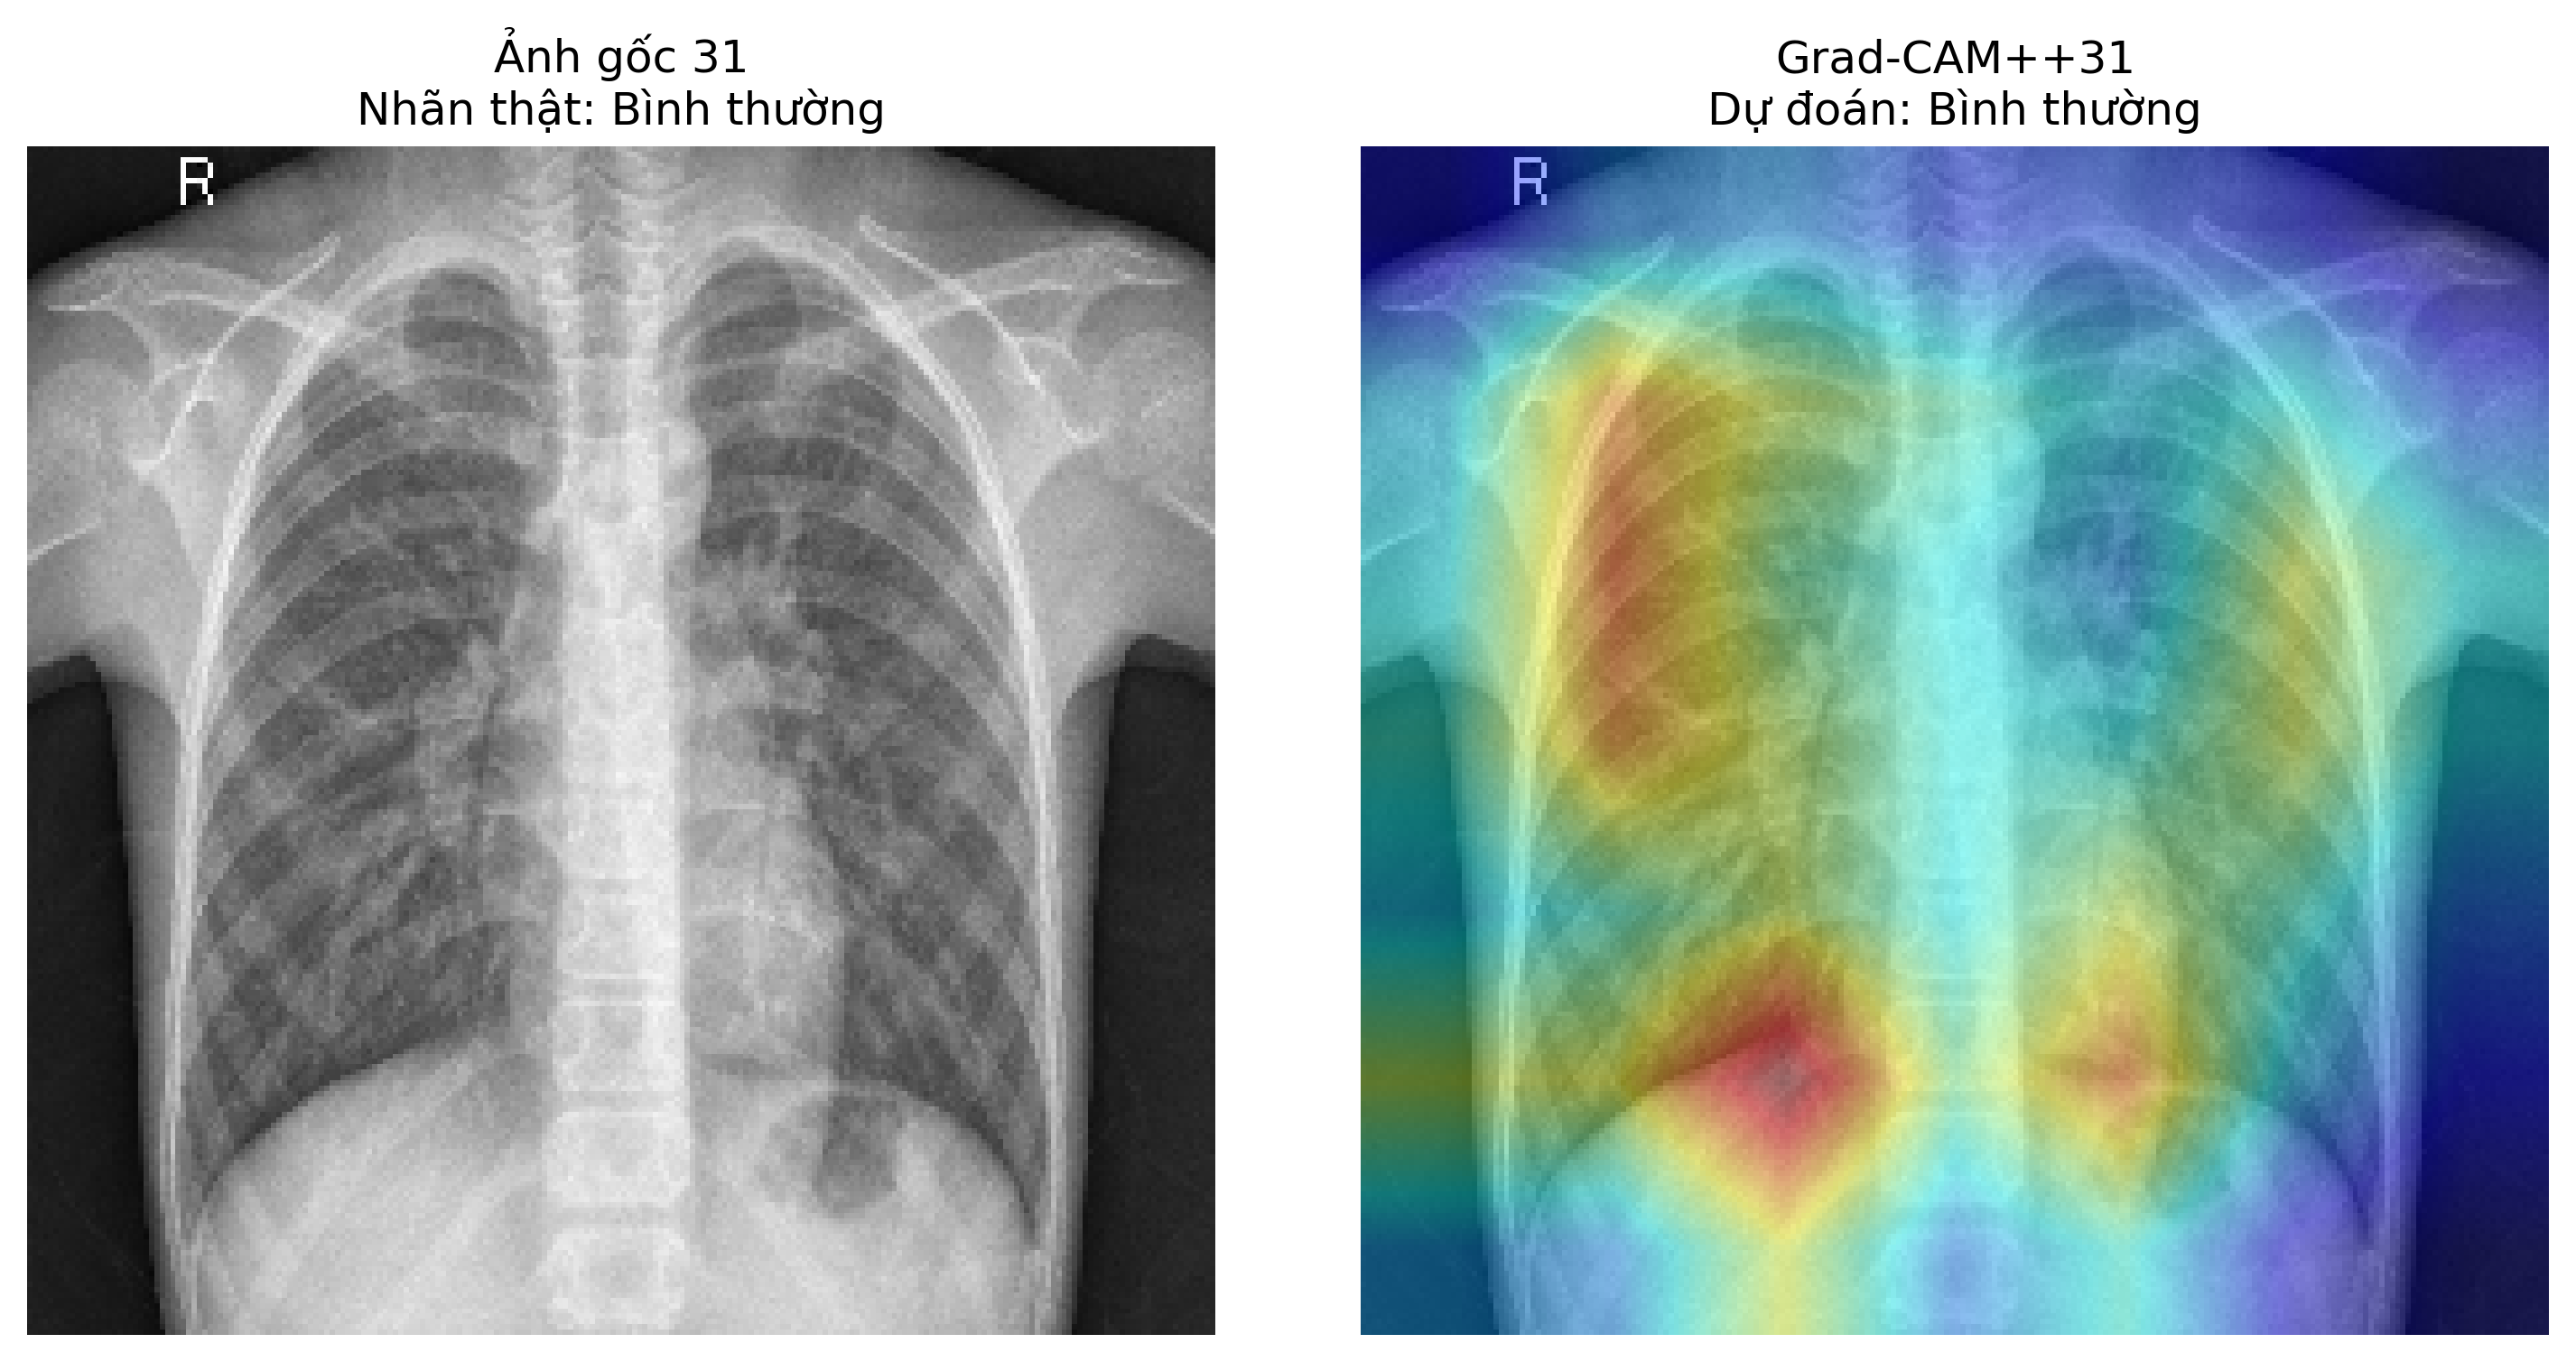 Ảnh gốc 31
Nhãn thật: Bình thường
Grad-CAM++31
Dự đoán: Bình thường
R
R